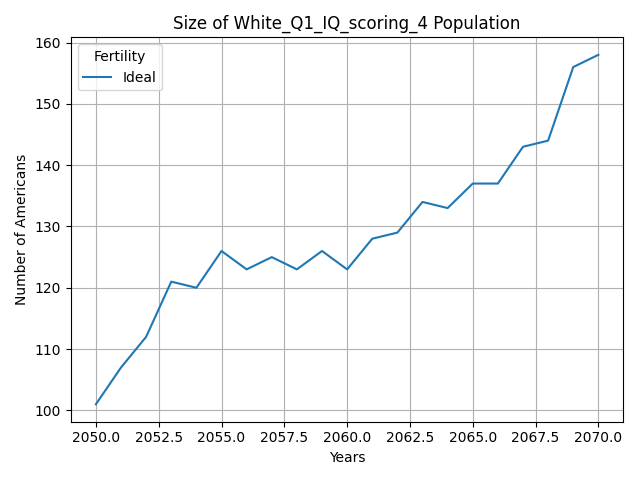 Size of White_Q1_IQ_scoring_4 Population
Fertility
Ideal
Number of Americans
160
150
140
130
120
110
100
2050.0 2052.5 2055.0 2057.5 2060.0 2062.5 2065.0 2067.5 2070.0
Years